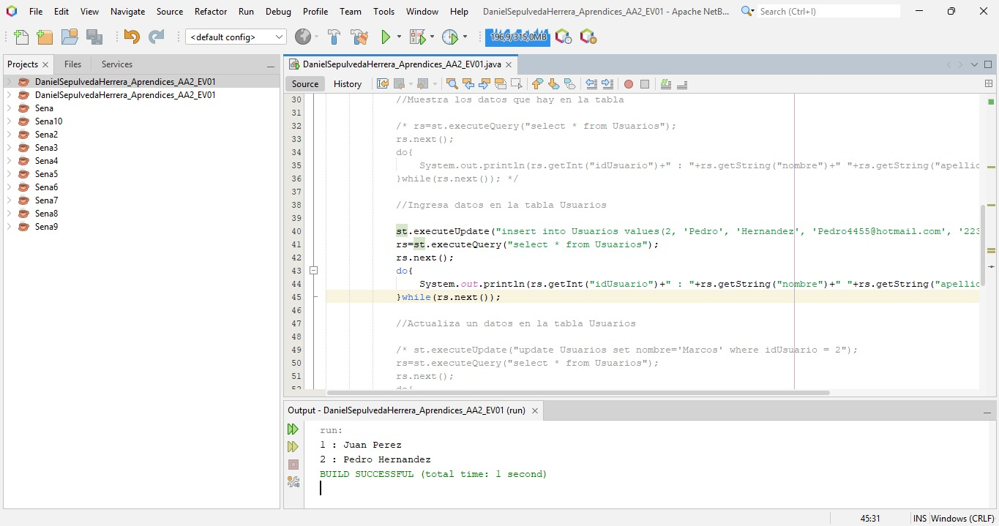 File Edit View Navigate Source Refactor Run Debug Profile Team Tools Window Help DanielSepulvedaHerrera_Aprendices_AA2_EV01 - Apache NetB... Search (Ctrl+I)
<default config> 196,9/315,0MB
Projects Files Services
DanielSepulvedaHerrera_Aprendices_AA2_EV01
DanielSepulvedaHerrera_Aprendices_AA2_EV01
Sena
Sena10
Sena2
Sena3
Sena4
Sena5
Sena6
Sena7
Sena8
Sena9
DanielSepulvedaHerrera_Aprendices_AA2_EV01.java
Source History
30 //Muestra los datos que hay en la tabla
31
32 /* rs=st.executeQuery("select * from Usuarios");
33 rs.next();
34 do{
35 System.out.println(rs.getInt("idUsuario")+" : "+rs.getString("nombre")+" "+rs.getString("apellic
36 }while(rs.next()); */
37
38 //Ingresa datos en la tabla Usuarios
39
40 st.executeUpdate("insert into Usuarios values(2, 'Pedro', 'Hernandez', 'Pedro4455@hotmail.com', '223
41 rs=st.executeQuery("select * from Usuarios");
42 rs.next();
43 do{
44 System.out.println(rs.getInt("idUsuario")+" : "+rs.getString("nombre")+" "+rs.getString("apellic
45 }while(rs.next());
46
47 //Actualiza un datos en la tabla Usuarios
48
49 /* st.executeUpdate("update Usuarios set nombre='Marcos' where idUsuario = 2");
50 rs=st.executeQuery("select * from Usuarios");
51 rs.next();
52 do{
Output - DanielSepulvedaHerrera_Aprendices_AA2_EV01 (run)
run:
1 : Juan Perez
2 : Pedro Hernandez
BUILD SUCCESSFUL (total time: 1 second)
45:31 INS Windows (CRLF)